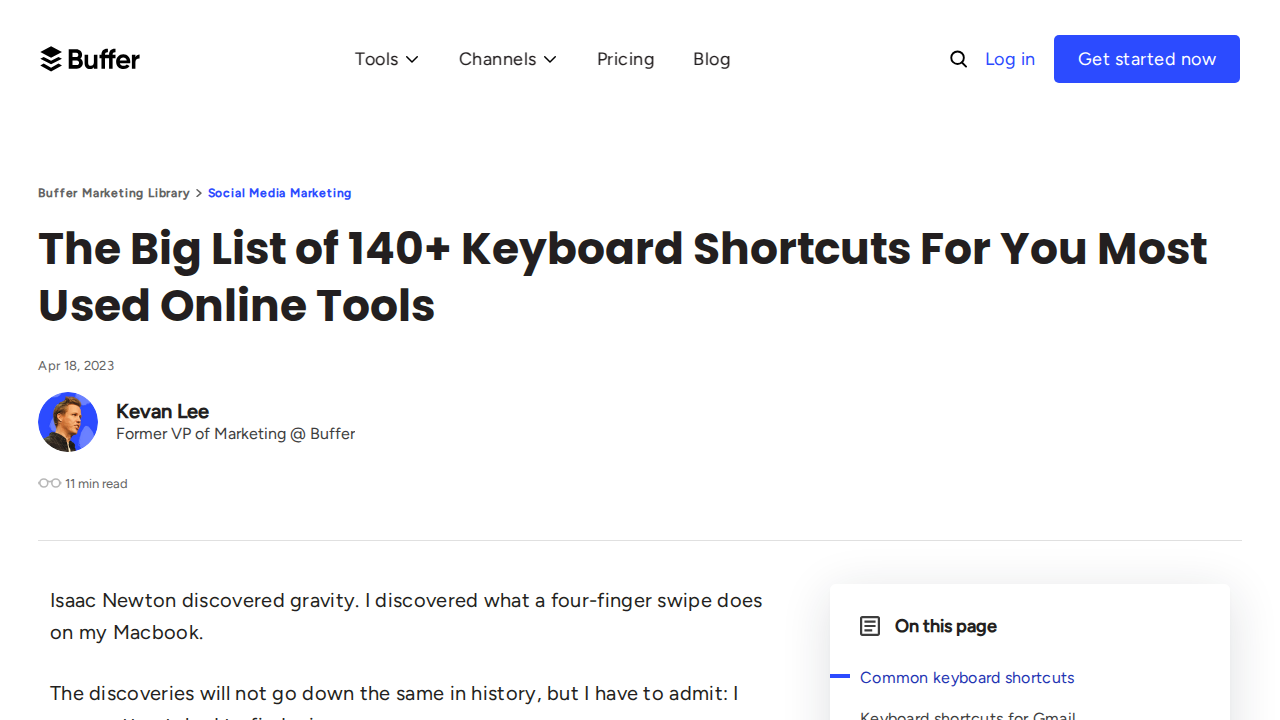 Buffer
Tools
Channels
Pricing
Blog
Log in
Get started now
Buffer Marketing Library > Social Media Marketing
The Big List of 140+ Keyboard Shortcuts For You Most
Used Online Tools
Apr 18, 2023
Kevan Lee
Former VP of Marketing @ Buffer
11 min read
Isaac Newton discovered gravity. I discovered what a four-finger swipe does
on my Macbook.
The discoveries will not go down the same in history, but I have to admit: I
On this page
Common keyboard shortcuts
Keyboard shortcuts for Gmail